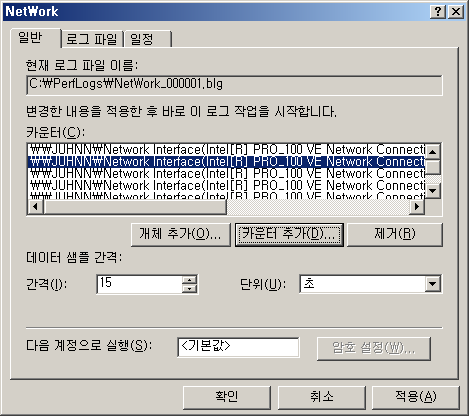 NetWork
일반
로그 파일
일정
현재 로그 파일 이름:
C:₩PerfLogs₩NetWork_000001.blg
변경한 내용을 적용한 후 바로 이 로그 작업을 시작합니다.
카운터(C):
₩₩JUHNN₩Network Interface(Intel[R] PRO_100 VE Network Connecti
₩₩JUHNN₩Network Interface(Intel[R] PRO_100 VE Network Connecti
₩₩JUHNN₩Network Interface(Intel[R] PRO_100 VE Network Connecti
₩₩JUHNN₩Network Interface(Intel[R] PRO_100 VE Network Connecti
₩₩JUHNN₩Network Interface(Intel[R] PRO_100 VE Network Connecti
개체 추가(O)...
카운터 추가(D)...
제거(R)
데이터 샘플 간격:
간격(I): 15 단위(U): 초
다음 계정으로 실행(S): <기본값> 암호 설정(W)...
확인
취소
적용(A)